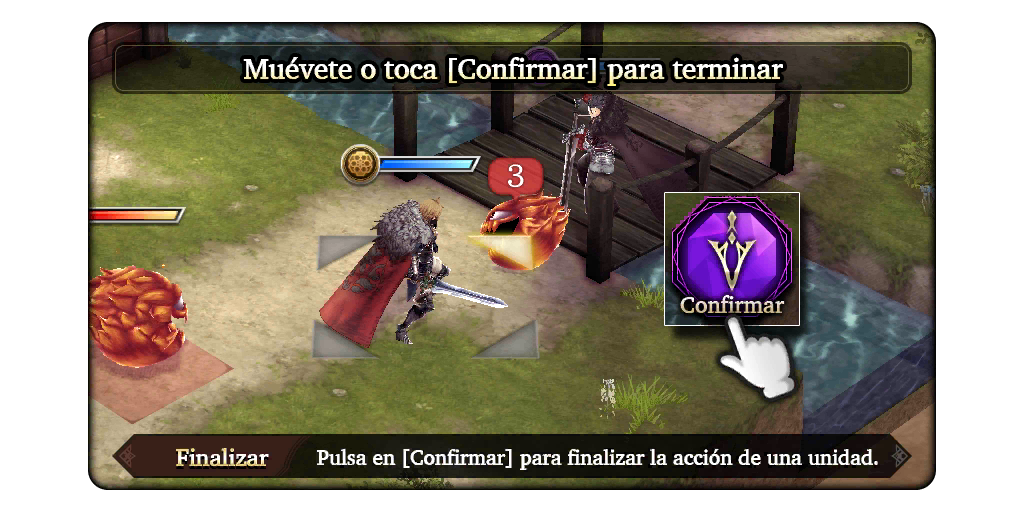 Muévete o toca [Confirmar] para terminar
3
Confirmar
Finalizar
Pulsa en [Confirmar] para finalizar la acción de una unidad.